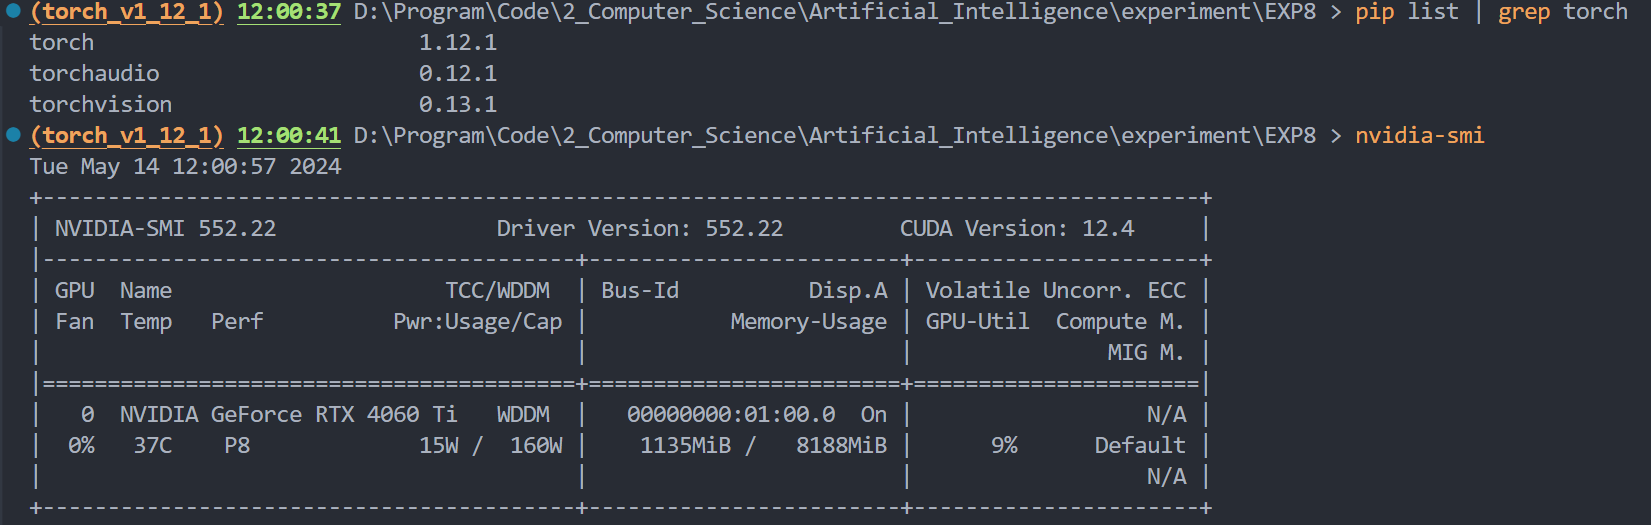 (torch_v1_12_1) 12:00:37 D:\Program\Code\2_Computer_Science\Artificial_Intelligence\experiment\EXP8 > pip list | grep torch
torch                         1.12.1
torchaudio                    0.12.1
torchvision                   0.13.1
(torch_v1_12_1) 12:00:41 D:\Program\Code\2_Computer_Science\Artificial_Intelligence\experiment\EXP8 > nvidia-smi
Tue May 14 12:00:57 2024
+-----------------------------------------------------------------------------------------+
| NVIDIA-SMI 552.22                 Driver Version: 552.22         CUDA Version: 12.4     |
|-----------------------------------------+------------------------+----------------------+
| GPU  Name                     TCC/WDDM  | Bus-Id          Disp.A | Volatile Uncorr. ECC |
| Fan  Temp   Perf          Pwr:Usage/Cap |           Memory-Usage | GPU-Util  Compute M. |
|                                         |                        |               MIG M. |
|=========================================+========================+======================|
|   0  NVIDIA GeForce RTX 4060 Ti   WDDM  |   00000000:01:00.0  On |                  N/A |
|  0%   37C    P8              15W /  160W |    1135MiB /   8188MiB |      9%      Default |
|                                         |                        |                  N/A |
+-----------------------------------------+------------------------+----------------------+